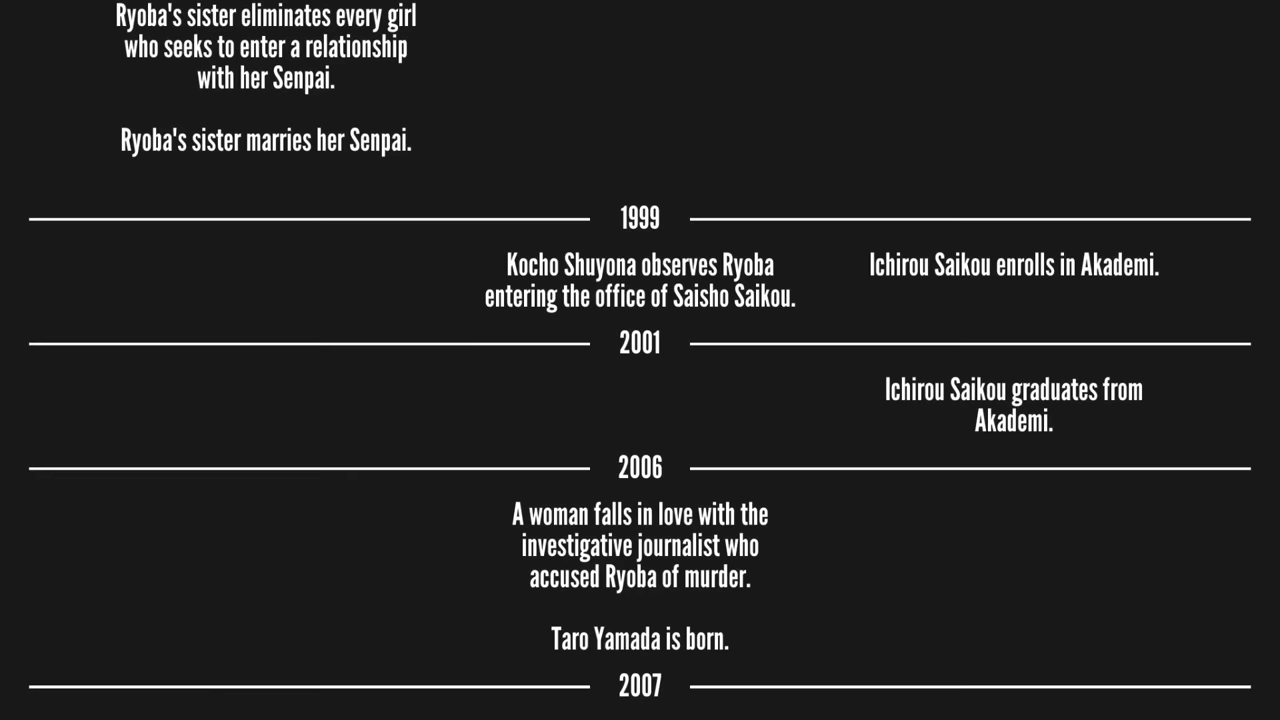 Ryoba's sister eliminates every girl
who seeks to enter a relationship
with her Senpai.
Ryoba's sister marries her Senpai.
1999
Kocho Shuyona observes Ryoba
entering the office of Saisho Saikou.
Ichirou Saikou enrolls in Akademi.
2001
Ichirou Saikou graduates from
Akademi.
2006
A woman falls in love with the
investigative journalist who
accused Ryoba of murder.
Taro Yamada is born.
2007